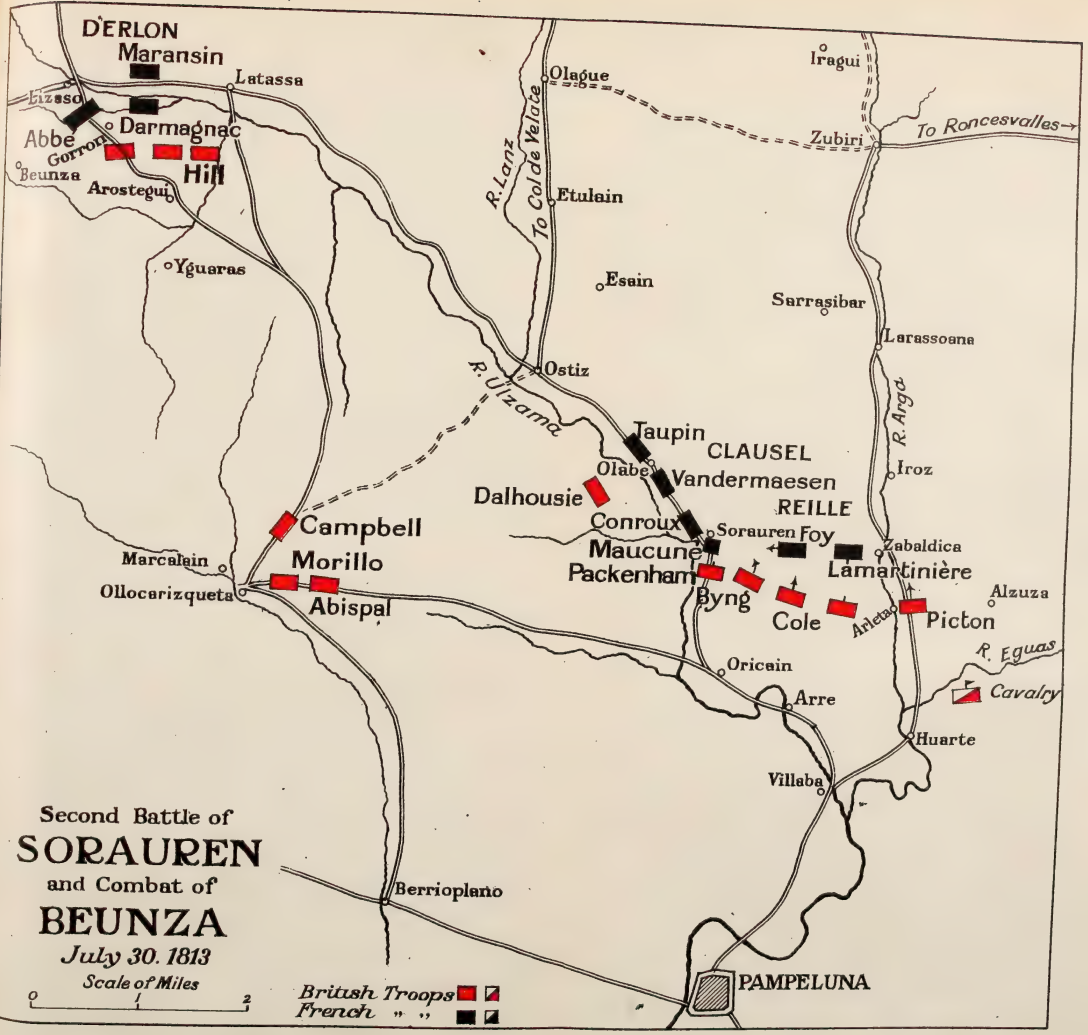 D'ERLON
Maransin
Lizaso
Latassa
Abbe
Darmagnac
Gorron
Hill
Beunza
Arostegui
Yguaras
Olague
Iragui
Zubiri
To Roncesvalles→
R. Lanz
To Col de Velate
Etulain
Esain
Sarrasibar
Larassoana
Ostiz
R. Ulzama
R. Arga
Taupin
CLAUSEL
Olabe
Vandermaesen
Iroz
Dalhousie
REILLE
Conroux
Sorauren
Foy
Maucune
Zabaldica
Campbell
Packenham
Lamartinière
Morillo
Marcalain
Byng
Ollocarizqueta
Abispal
Cole
Arleta
Picton
Alzuza
R. Eguas
Oricain
Cavalry
Arre
Huarte
Villaba
Second Battle of
SORAUREN
and Combat of
BEUNZA
July 30. 1813
Scale of Miles
0 1 2
Berrioplano
PAMPELUNA
British Troops
French „ „